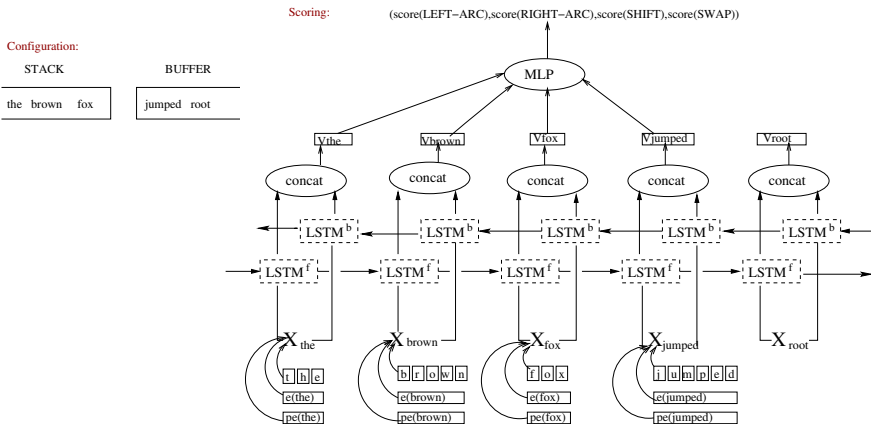 Scoring: (score(LEFT−ARC),score(RIGHT−ARC),score(SHIFT),score(SWAP))
Configuration:
STACK BUFFER
the brown fox jumped root
MLP
Vthe Vbrown Vfox Vjumped Vroot
concat concat concat concat concat
LSTM b LSTM b LSTM b LSTM b LSTM b
LSTM f LSTM f LSTM f LSTM f LSTM f
X the X brown X fox X jumped X root
t h e b r o w n f o x j u m p e d
e(the) e(brown) e(fox) e(jumped)
pe(the) pe(brown) pe(fox) pe(jumped)